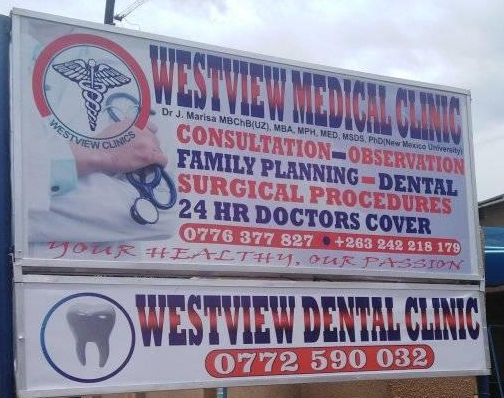 WESTVIEW MEDICAL CLINIC
Dr J. Marisa MBChB(UZ), MBA, MPH, MED, MSDS, PhD(New Mexico University)
WESTVIEW CLINICS
CONSULTATION–OBSERVATION
FAMILY PLANNING–DENTAL
SURGICAL PROCEDURES
24 HR DOCTORS COVER
0776 377 827 • +263 242 218 179
YOUR HEALTHY, OUR PASSION
WESTVIEW DENTAL CLINIC
0772 590 032